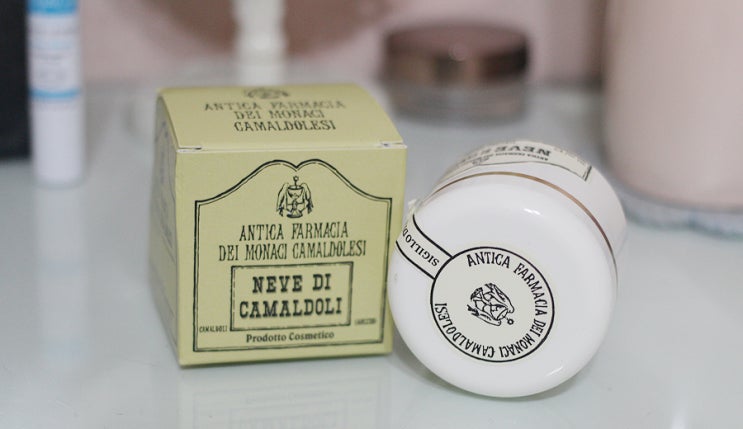 ANTICA FARMACIA
DEI MONACI
CAMALDOLESI
ANTICA FARMACIA
DEI MONACI CAMALDOLESI
NEVE DI
CAMALDOLI
CAMALDOLI
Prodotto Cosmetico
NEVE
SIGILLO
ANTICA FARMACIA DEI MONACI CAMALDOLESI